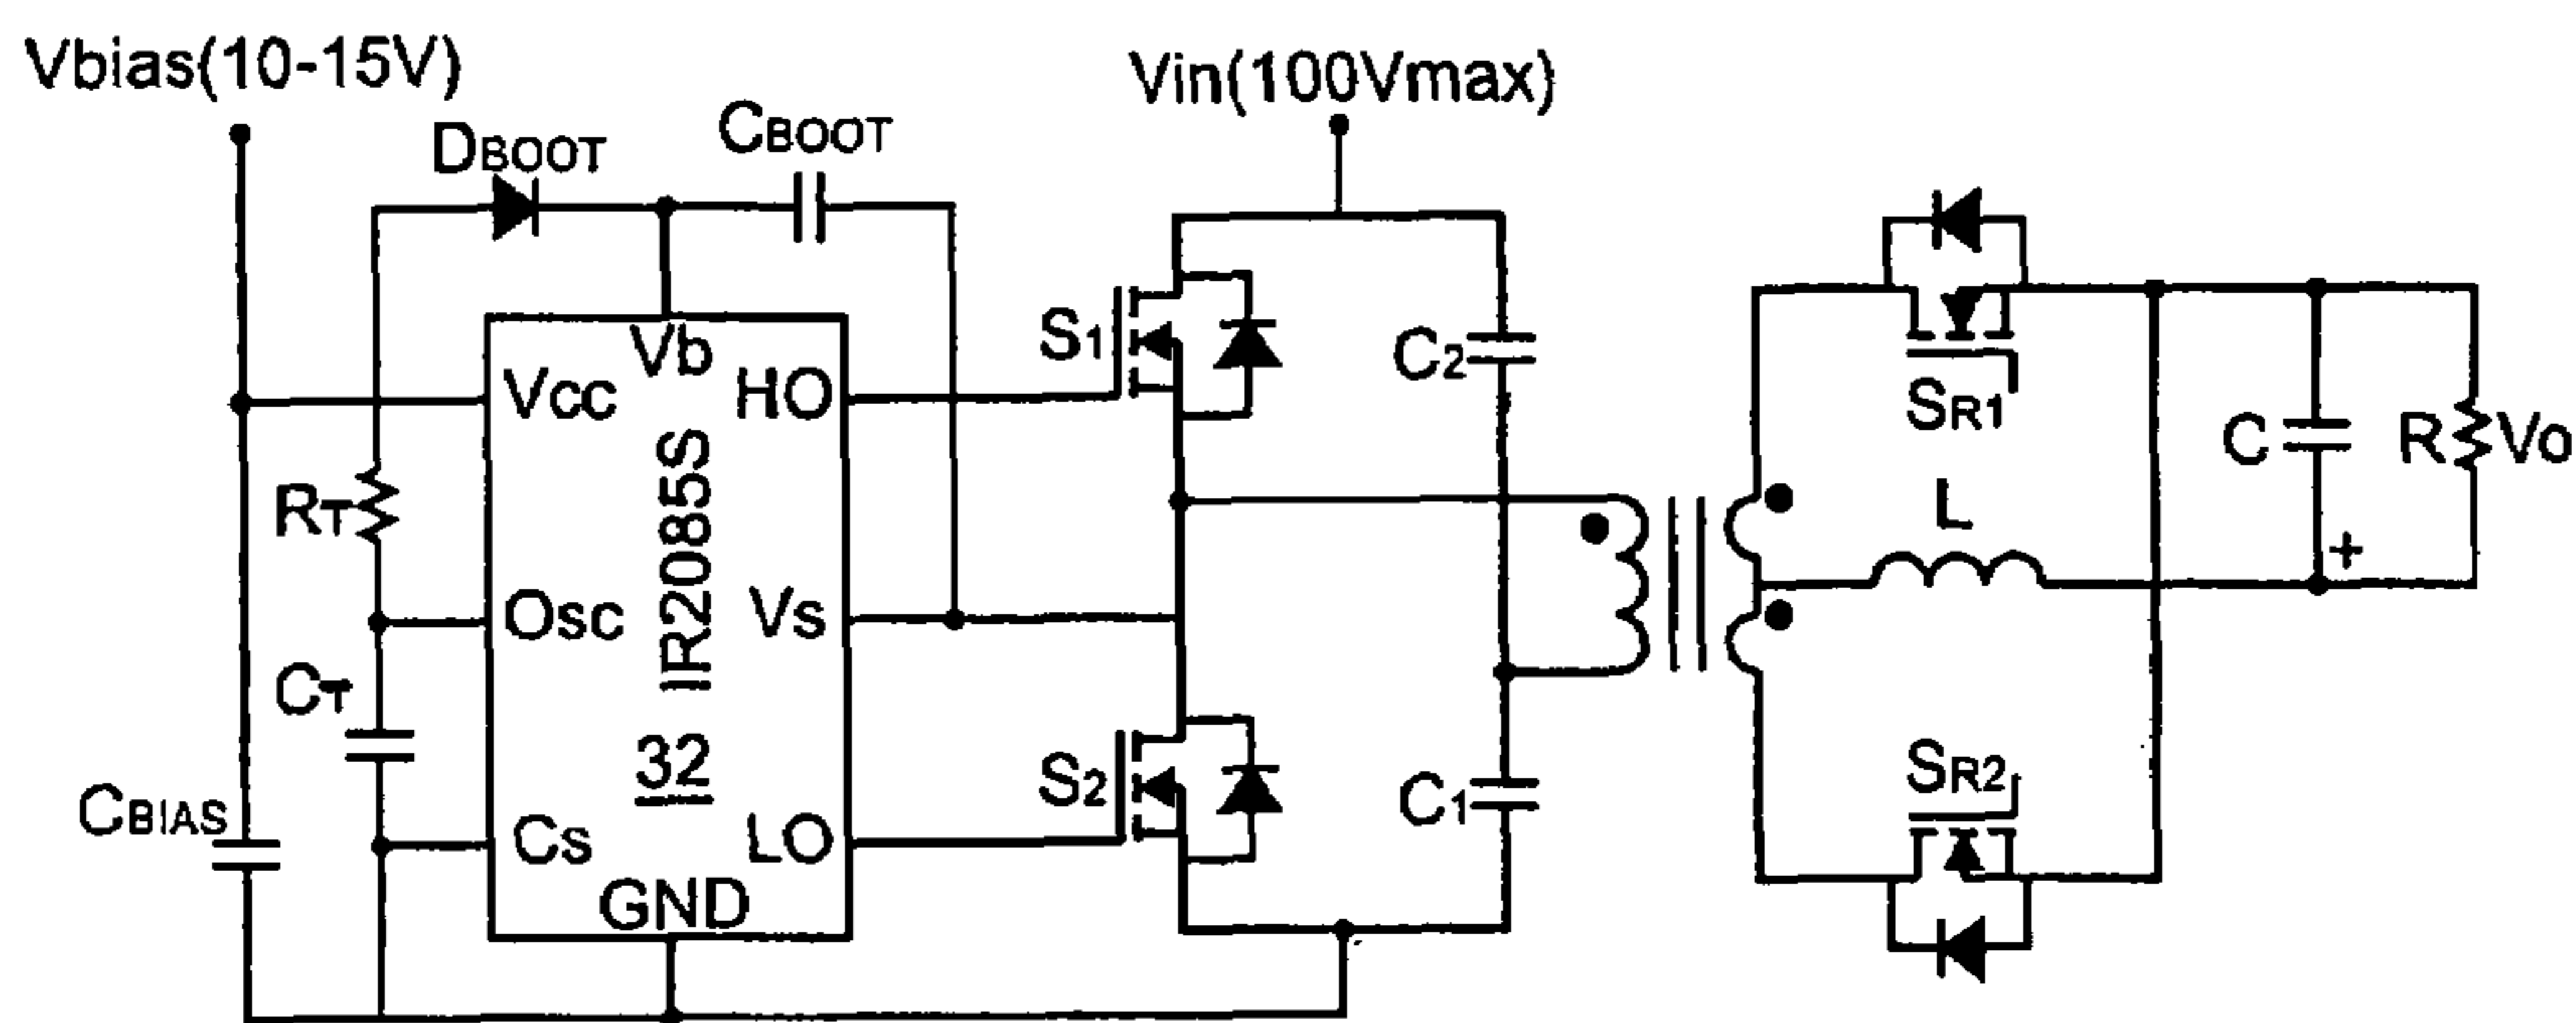 Vbias(10-15V)
Vin(100Vmax)
DBOOT
CBOOT
Vb
Vcc
HO
S1
C2
SR1
C
R
Vo
RT
IR2085S
L
+
Osc
Vs
CT
32
S2
C1
SR2
CBIAS
Cs
LO
GND